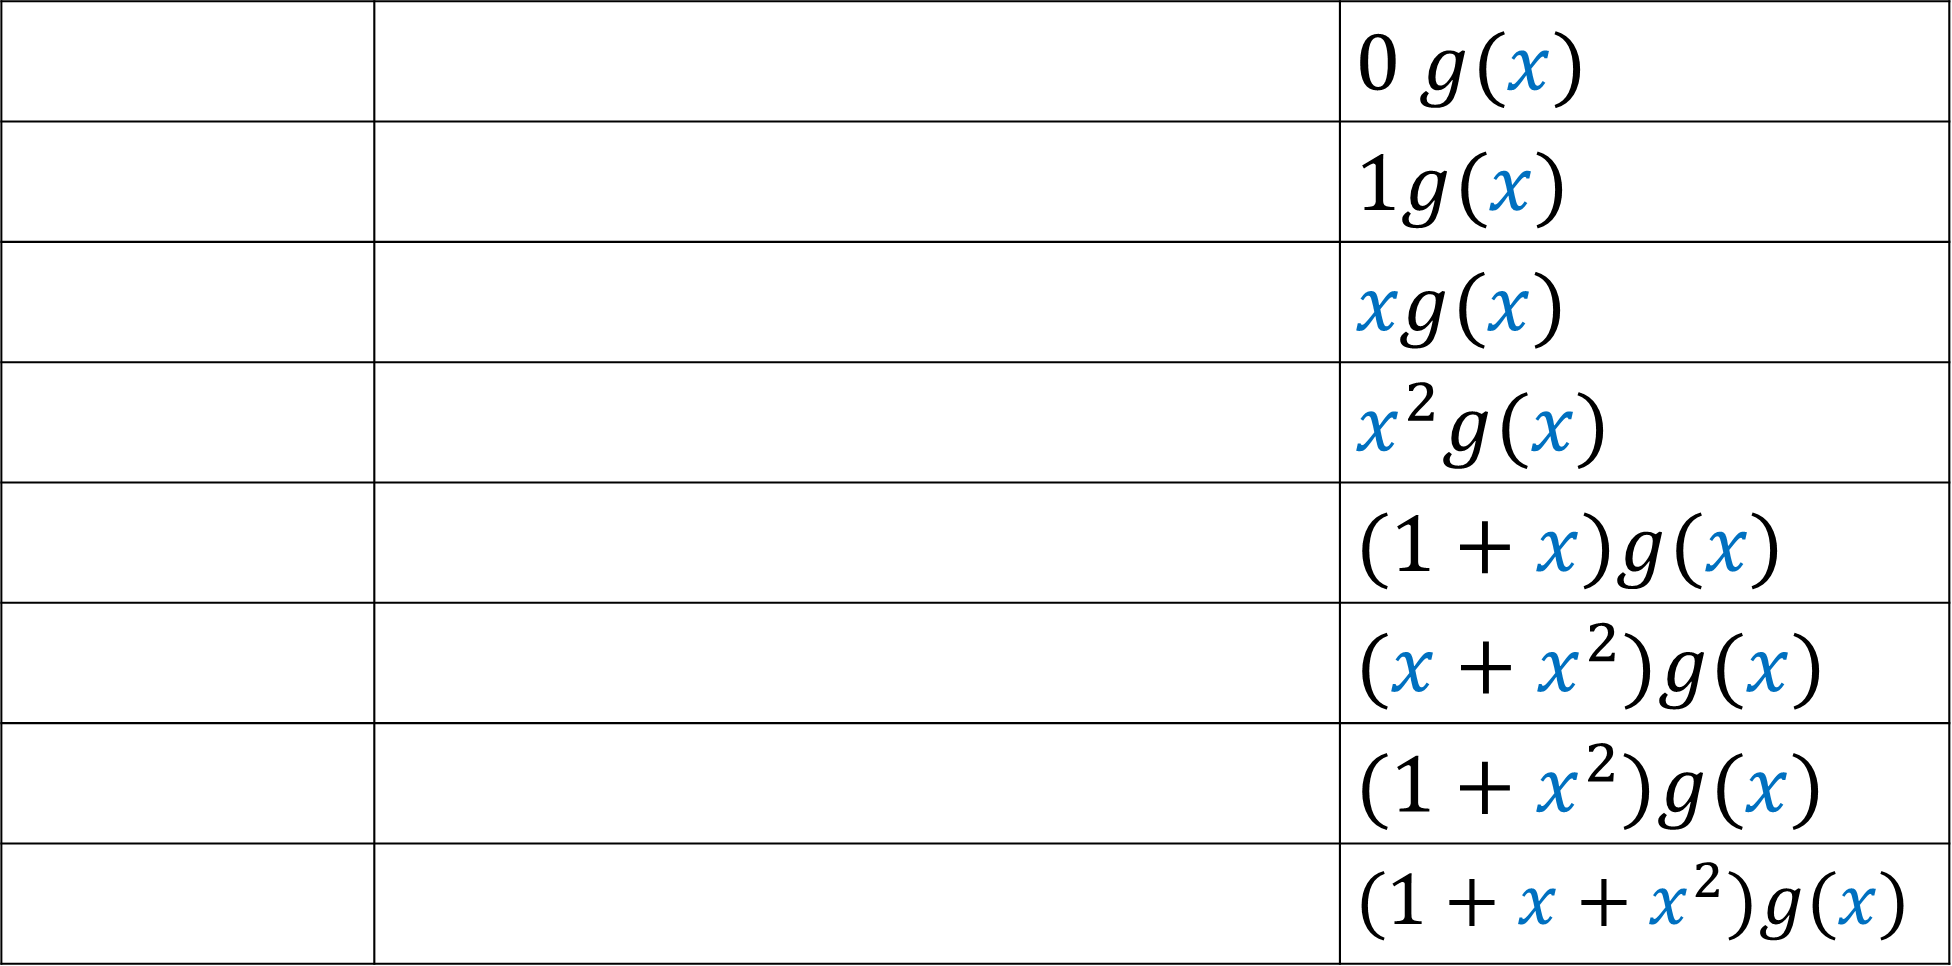 0 g(x)
1g(x)
xg(x)
x²g(x)
(1 + x)g(x)
(x + x²)g(x)
(1 + x²)g(x)
(1 + x + x²)g(x)